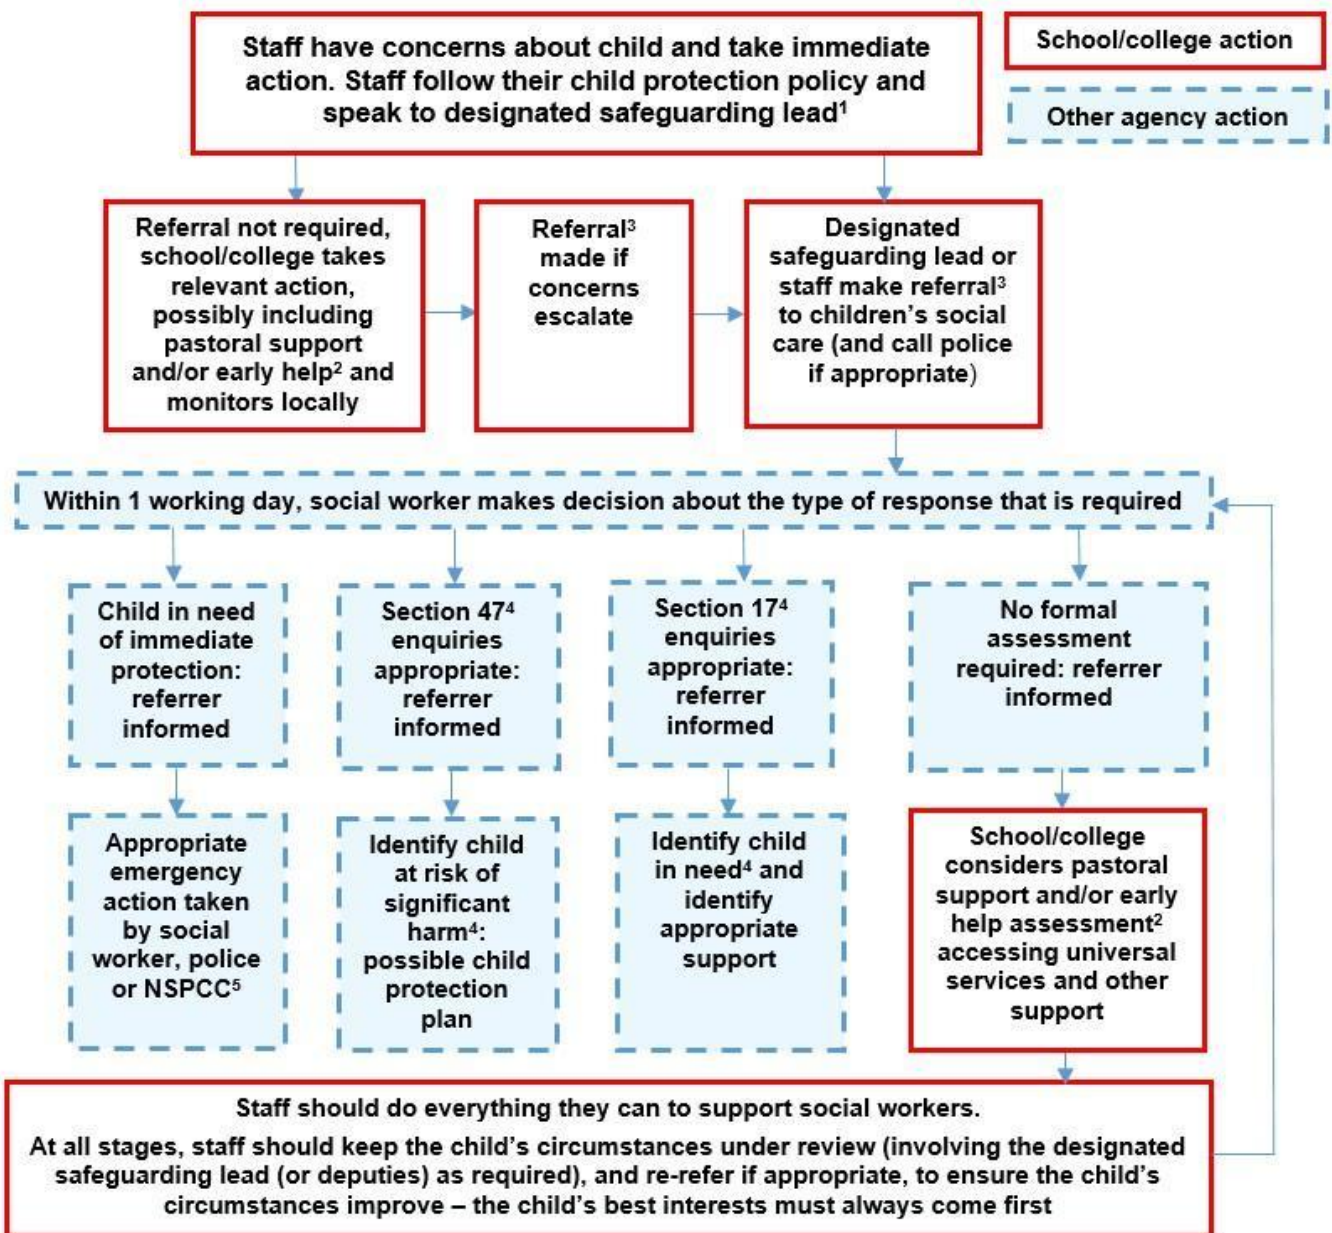 Staff have concerns about child and take immediate
action. Staff follow their child protection policy and
speak to designated safeguarding lead¹
School/college action
Other agency action
Referral not required,
school/college takes
relevant action,
possibly including
pastoral support
and/or early help² and
monitors locally
Referral³
made if
concerns
escalate
Designated
safeguarding lead or
staff make referral³
to children’s social
care (and call police
if appropriate)
Within 1 working day, social worker makes decision about the type of response that is required
Child in need
of immediate
protection:
referrer
informed
Section 47⁴
enquiries
appropriate:
referrer
informed
Section 17⁴
enquiries
appropriate:
referrer
informed
No formal
assessment
required: referrer
informed
Appropriate
emergency
action taken
by social
worker, police
or NSPCC⁵
Identify child
at risk of
significant
harm⁴:
possible child
protection
plan
Identify child
in need⁴ and
identify
appropriate
support
School/college
considers pastoral
support and/or early
help assessment²
accessing universal
services and other
support
Staff should do everything they can to support social workers.
At all stages, staff should keep the child’s circumstances under review (involving the designated
safeguarding lead (or deputies) as required), and re-refer if appropriate, to ensure the child’s
circumstances improve – the child’s best interests must always come first